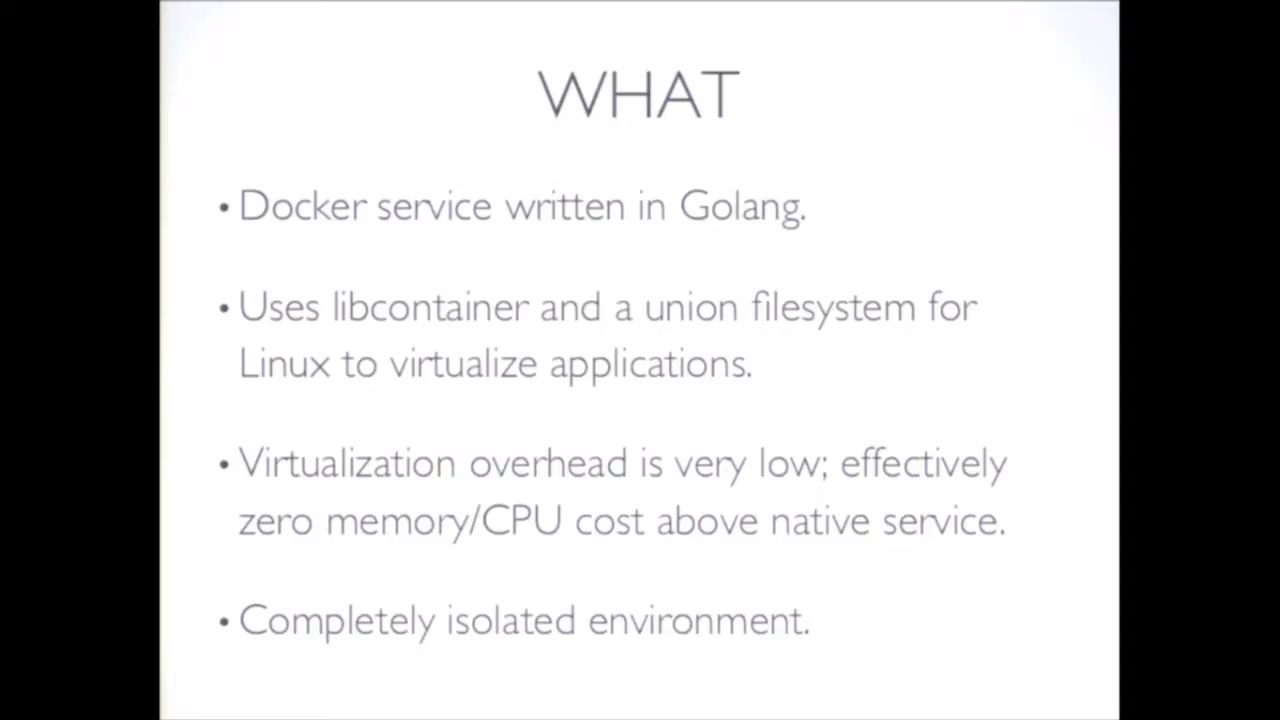 WHAT
• Docker service written in Golang.
• Uses libcontainer and a union filesystem for
Linux to virtualize applications.
• Virtualization overhead is very low; effectively
zero memory/CPU cost above native service.
• Completely isolated environment.